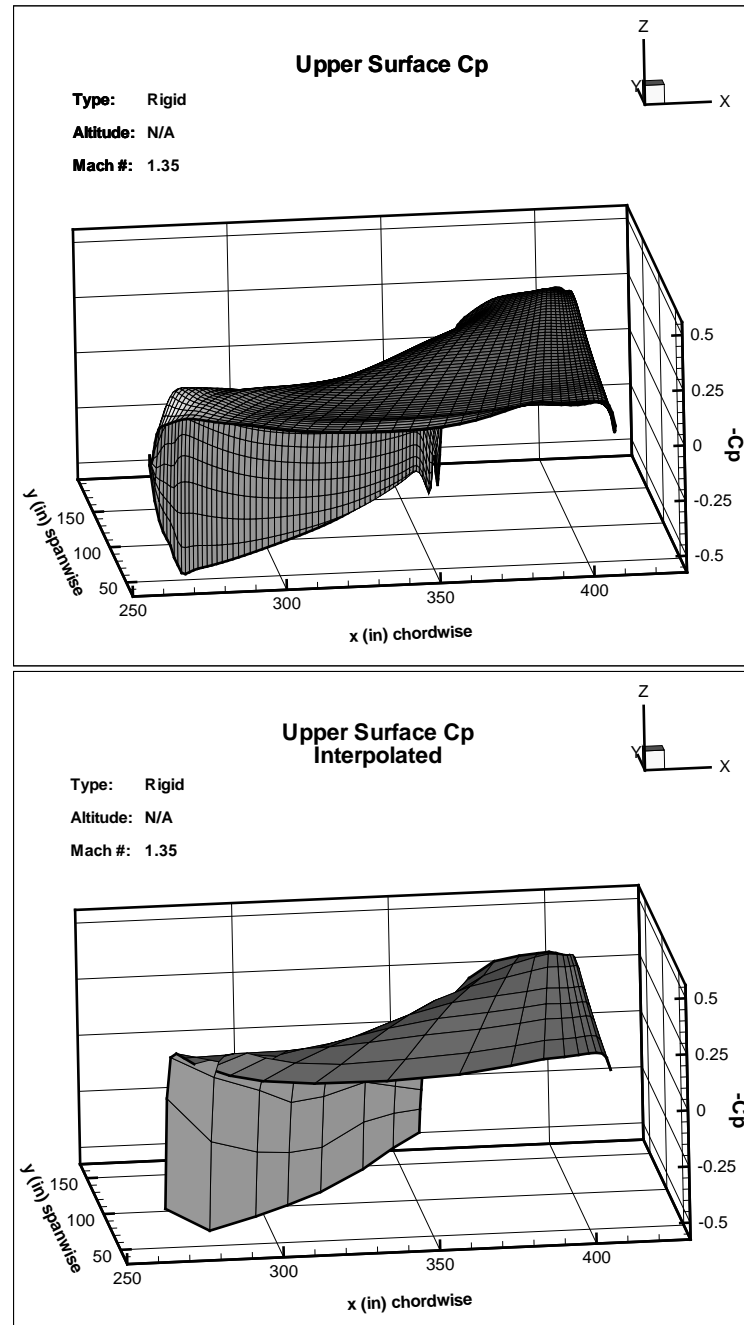 Upper Surface Cp
Type: Rigid
Altitude: N/A
Mach #: 1.35
Z
Y
X
0.5
0.25
0
-0.25
-0.5
-Cp
150
100
50
y (in) spanwise
250
300
350
400
x (in) chordwise
Upper Surface Cp
Interpolated
Type: Rigid
Altitude: N/A
Mach #: 1.35
Z
Y
X
0.5
0.25
0
-0.25
-0.5
-Cp
150
100
50
y (in) spanwise
250
300
350
400
x (in) chordwise